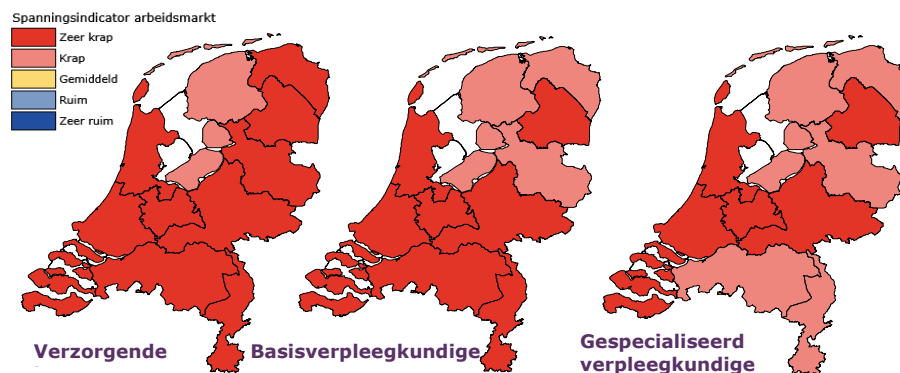 Spanningsindicator arbeidsmarkt
Zeer krap
Krap
Gemiddeld
Ruim
Zeer ruim
Verzorgende
Basisverpleegkundige
Gespecialiseerd
verpleegkundige